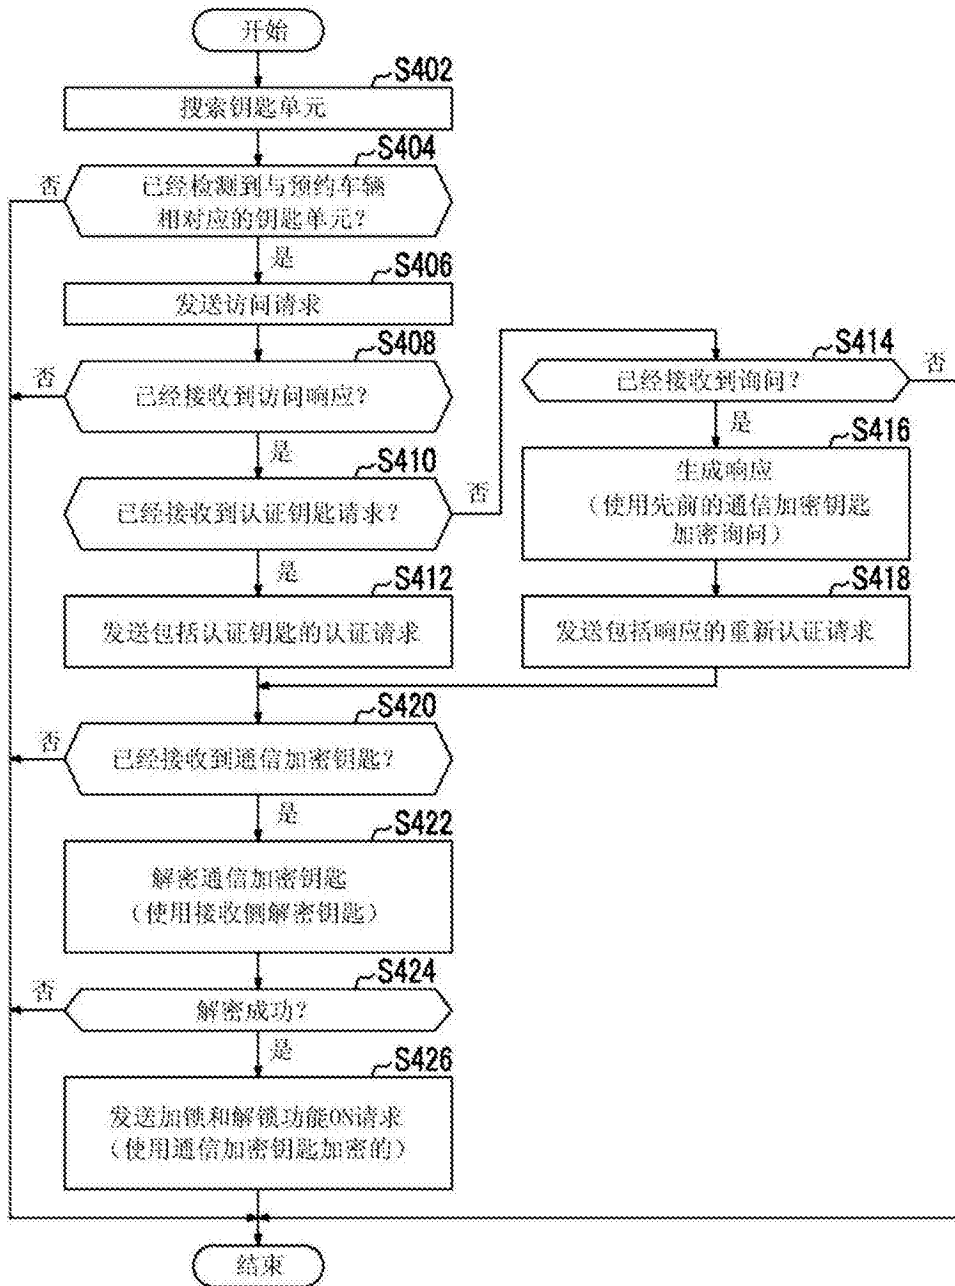 开始
S402
搜索钥匙单元
S404
否
已经检测到与预约车辆
相对应的钥匙单元?
是
S406
发送访问请求
S408
否
已经接收到访问响应?
是
S410
已经接收到认证钥匙请求?
否
是
S412
发送包括认证钥匙的认证请求
S414
否
已经接收到询问?
是
S416
生成响应
(使用先前的通信加密钥匙
加密询问)
S418
发送包括响应的重新认证请求
S420
否
已经接收到通信加密钥匙?
是
S422
解密通信加密钥匙
(使用接收侧解密钥匙)
S424
否
解密成功?
是
S426
发送加锁和解锁功能ON请求
(使用通信加密钥匙加密的)
结束